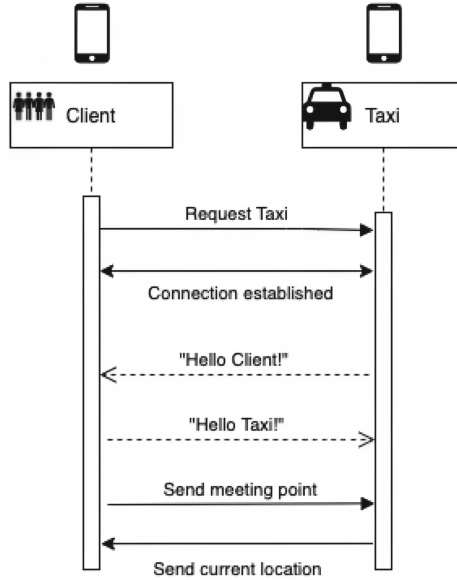 Client
Taxi
Request Taxi
Connection established
"Hello Client!"
"Hello Taxi!"
Send meeting point
Send current location